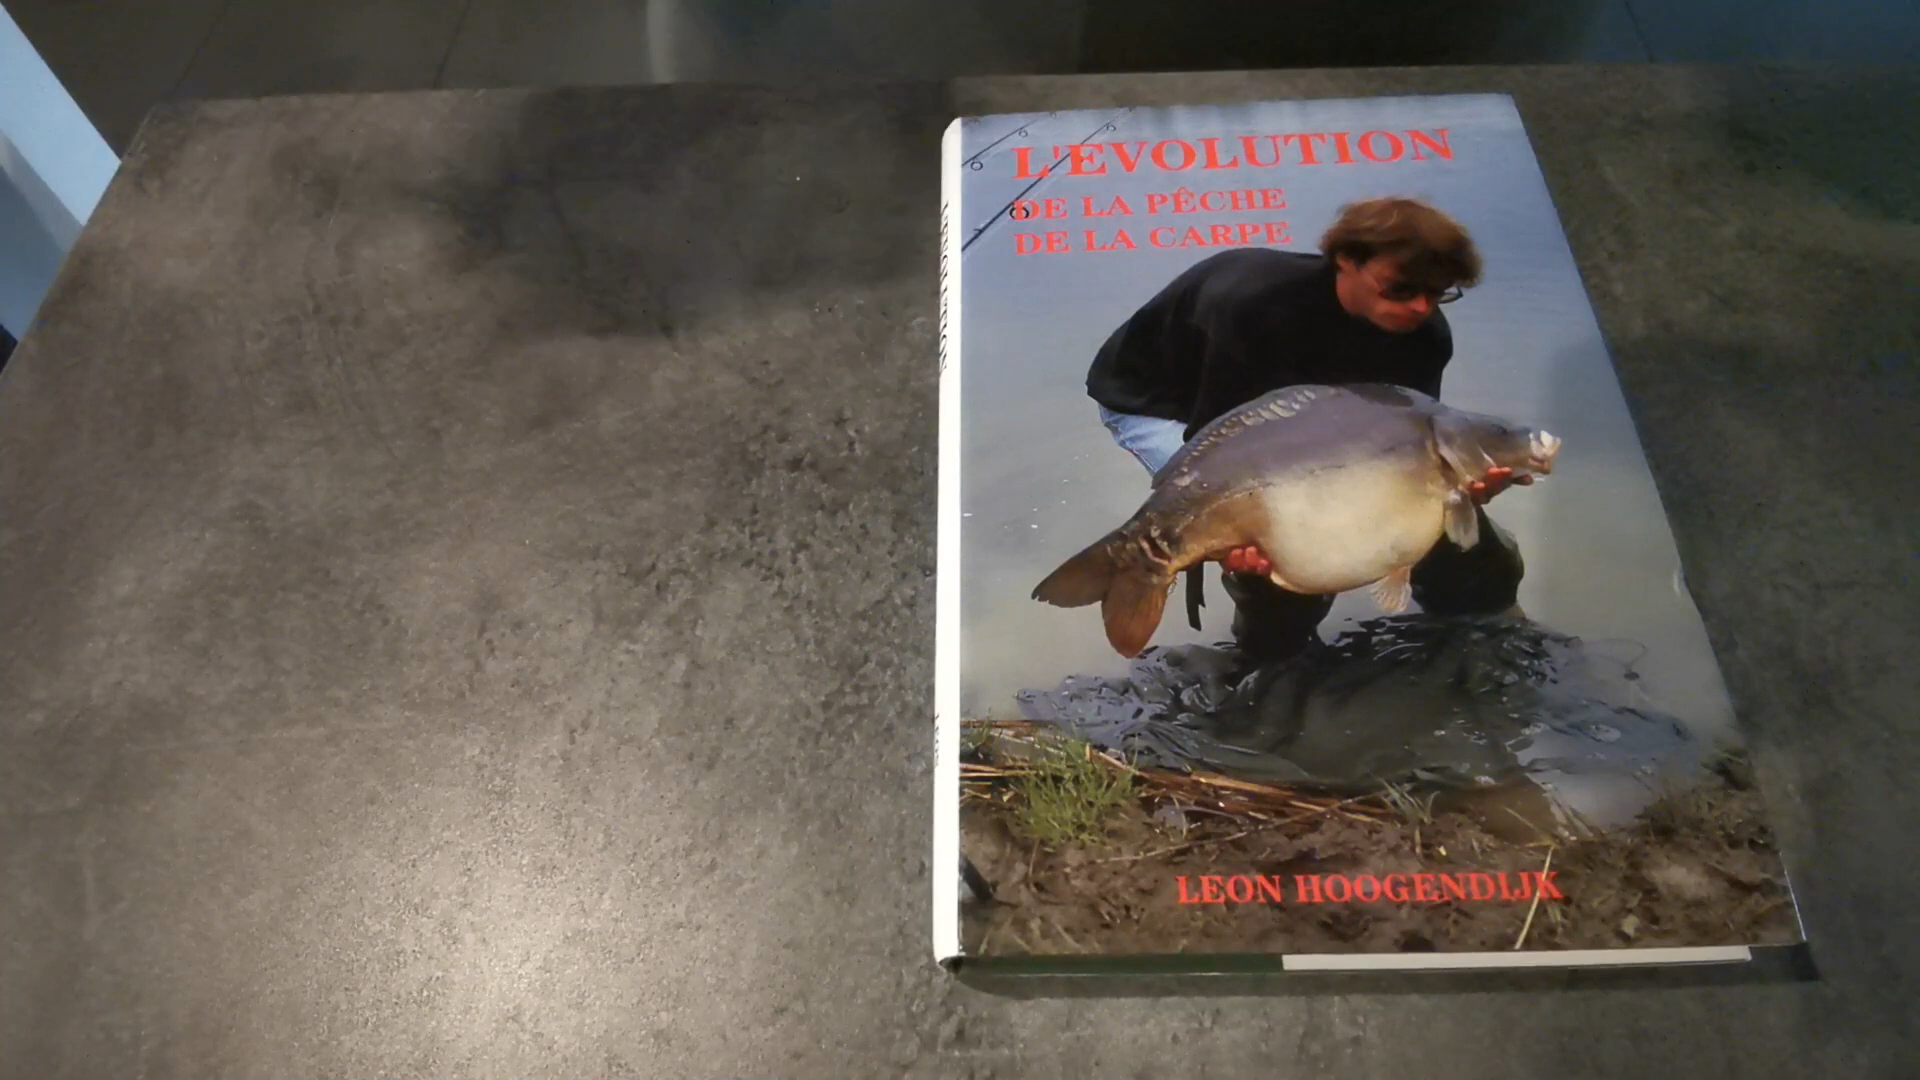 L'EVOLUTION
DE LA PÊCHE
DE LA CARPE
LEON HOOGENDIJK